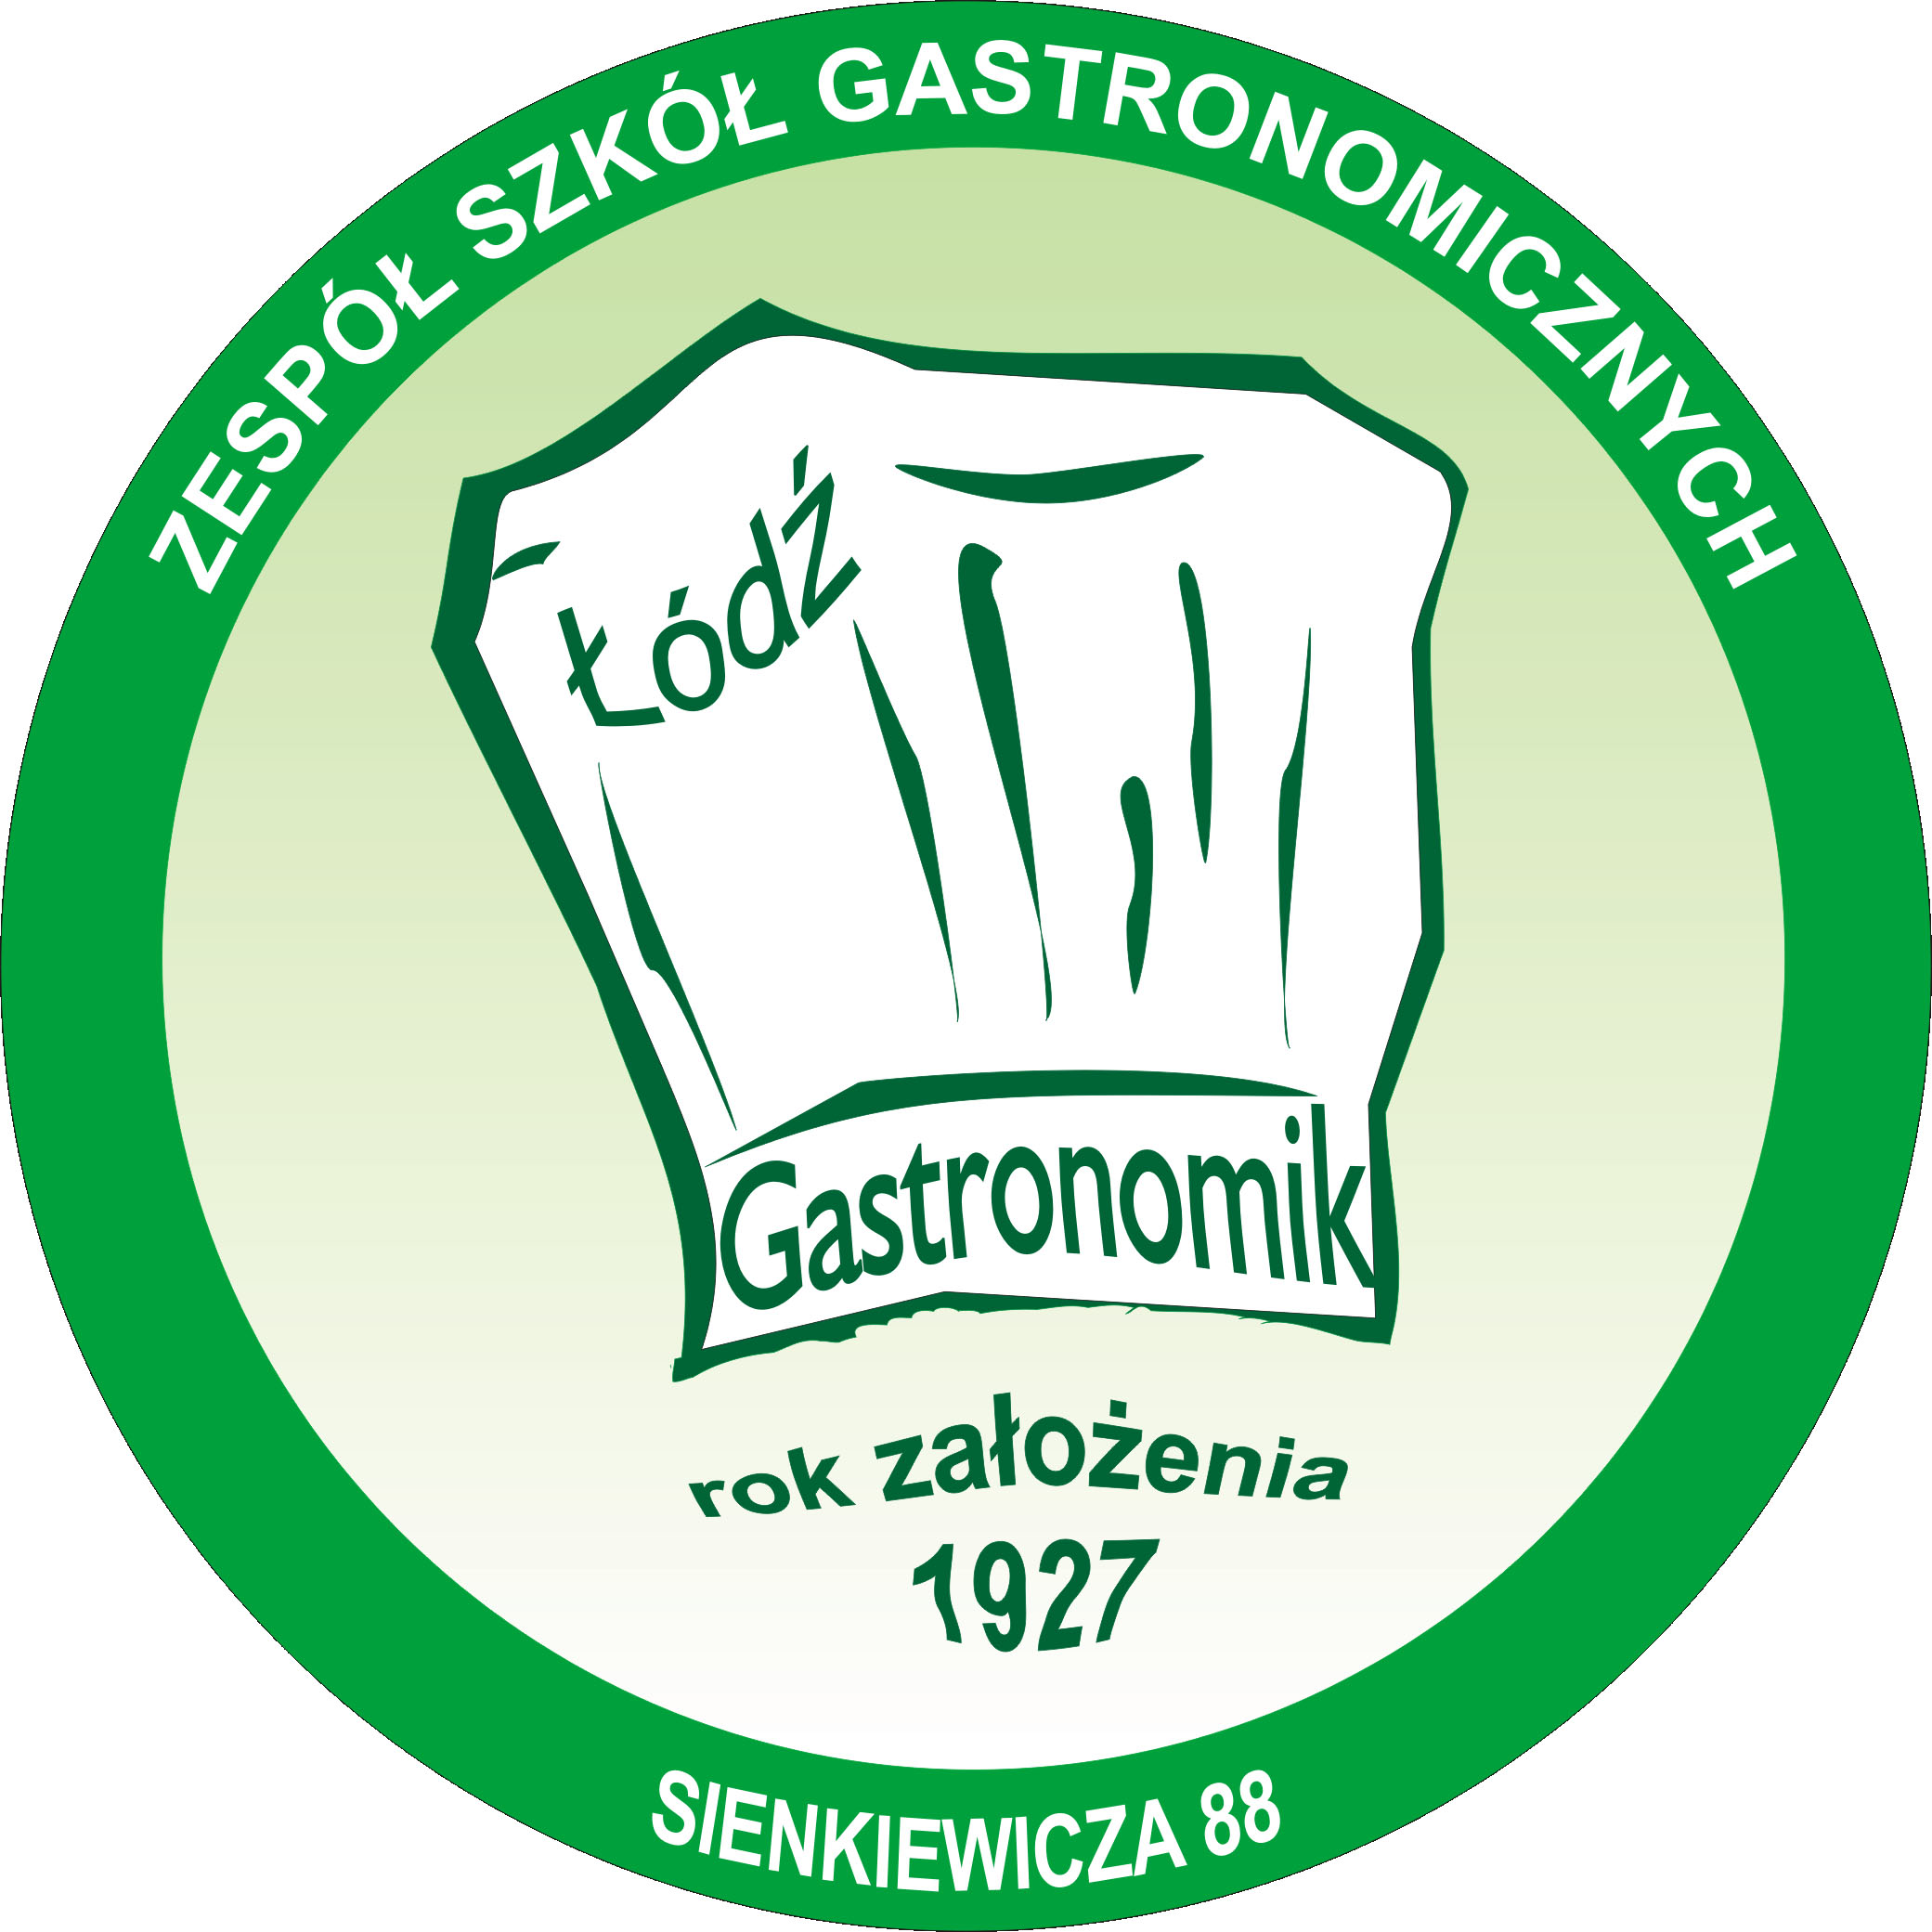 ZESPÓŁ SZKÓŁ GASTRONOMICZNYCH
Łódź
Gastronomik
rok założenia
1927
SIENKIEWICZA 88